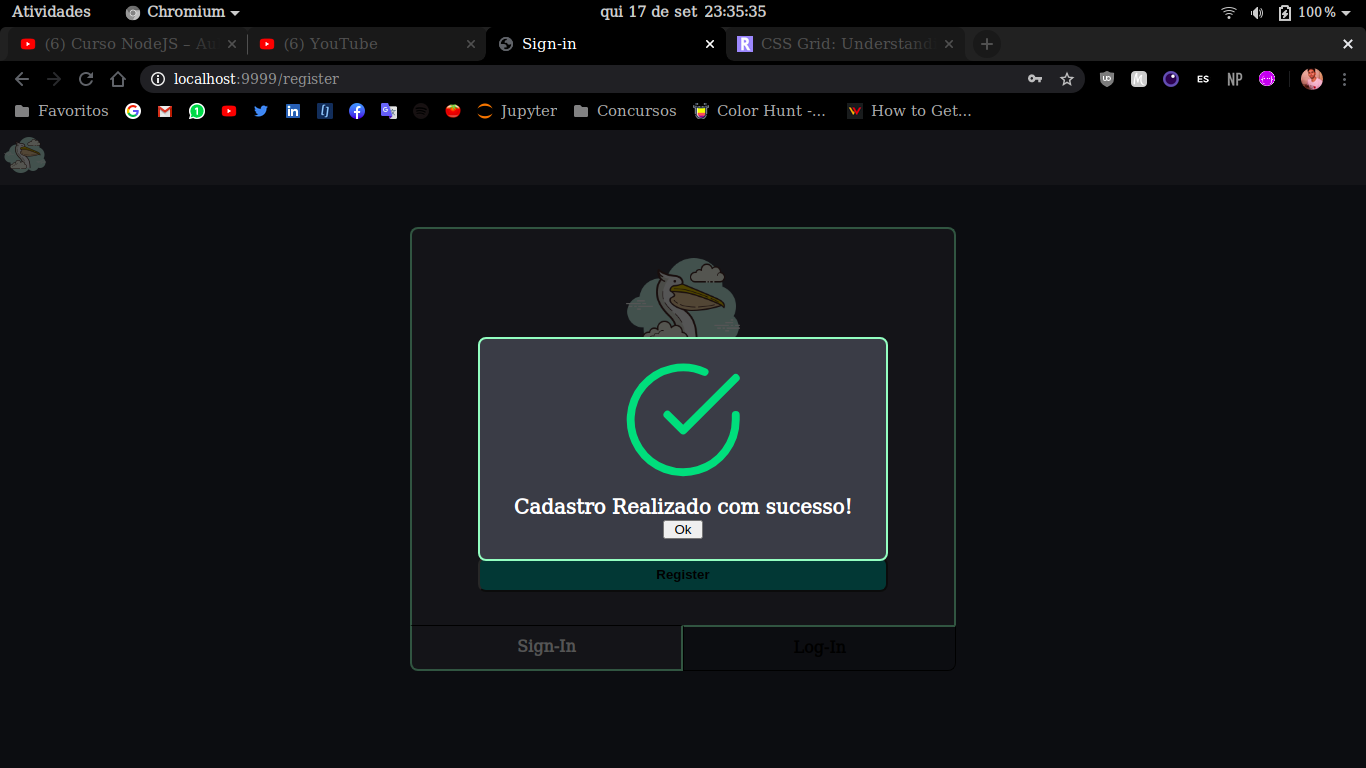 Atividades Chromium qui 17 de set 23:35:35 100%
(6) Curso NodeJS – Au (6) YouTube Sign-in CSS Grid: Understand
localhost:9999/register ES NP
Favoritos Jupyter Concursos Color Hunt -... How to Get...
Cadastro Realizado com sucesso!
Ok
Register
Sign-In Log-In